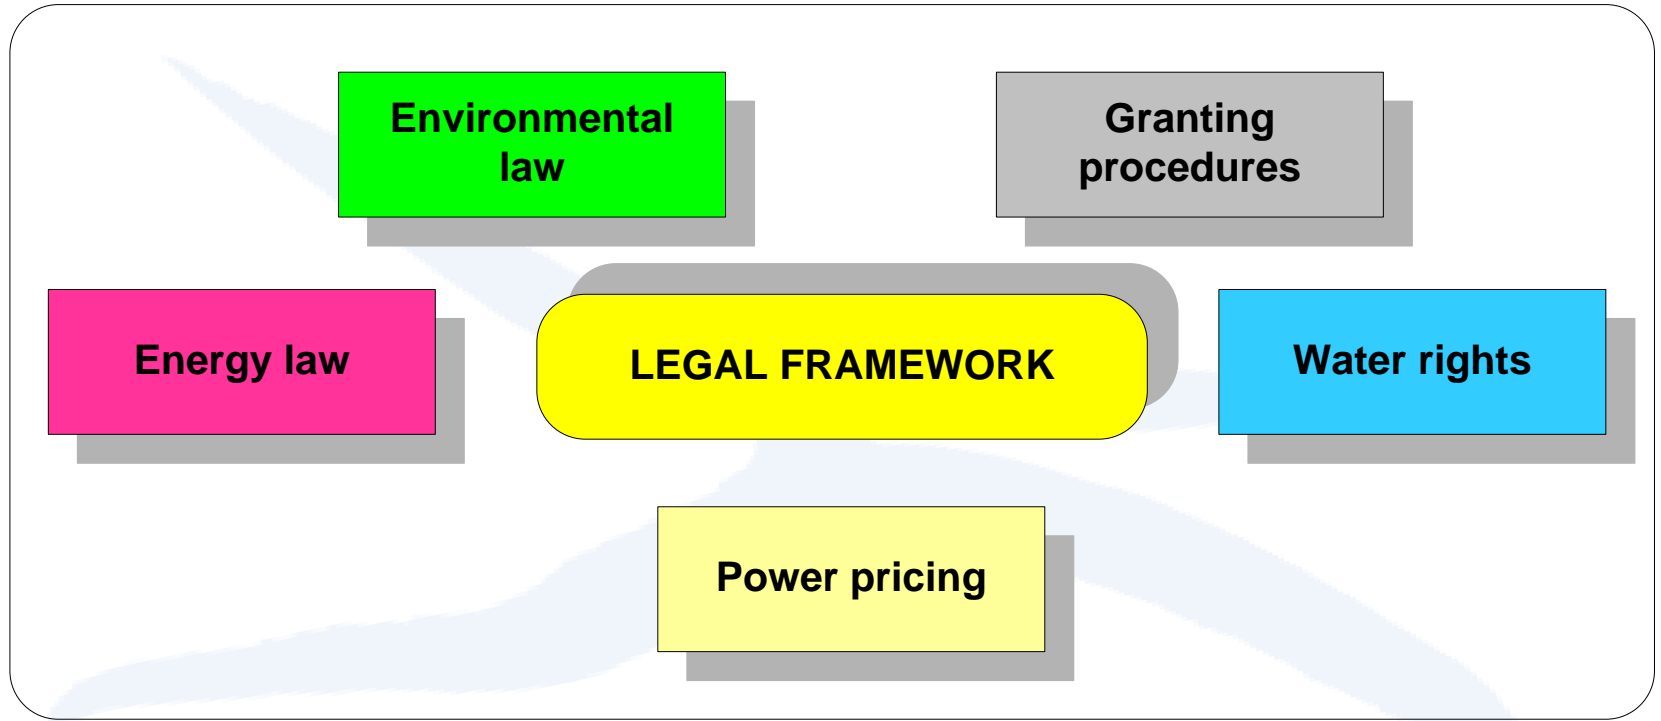 Environmental
law
Granting
procedures
Energy law
LEGAL FRAMEWORK
Water rights
Power pricing